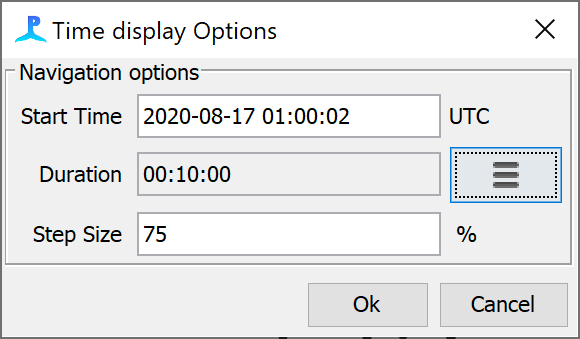 Time display Options
Navigation options
Start Time 2020-08-17 01:00:02 UTC
Duration 00:10:00
Step Size 75 %
Ok Cancel